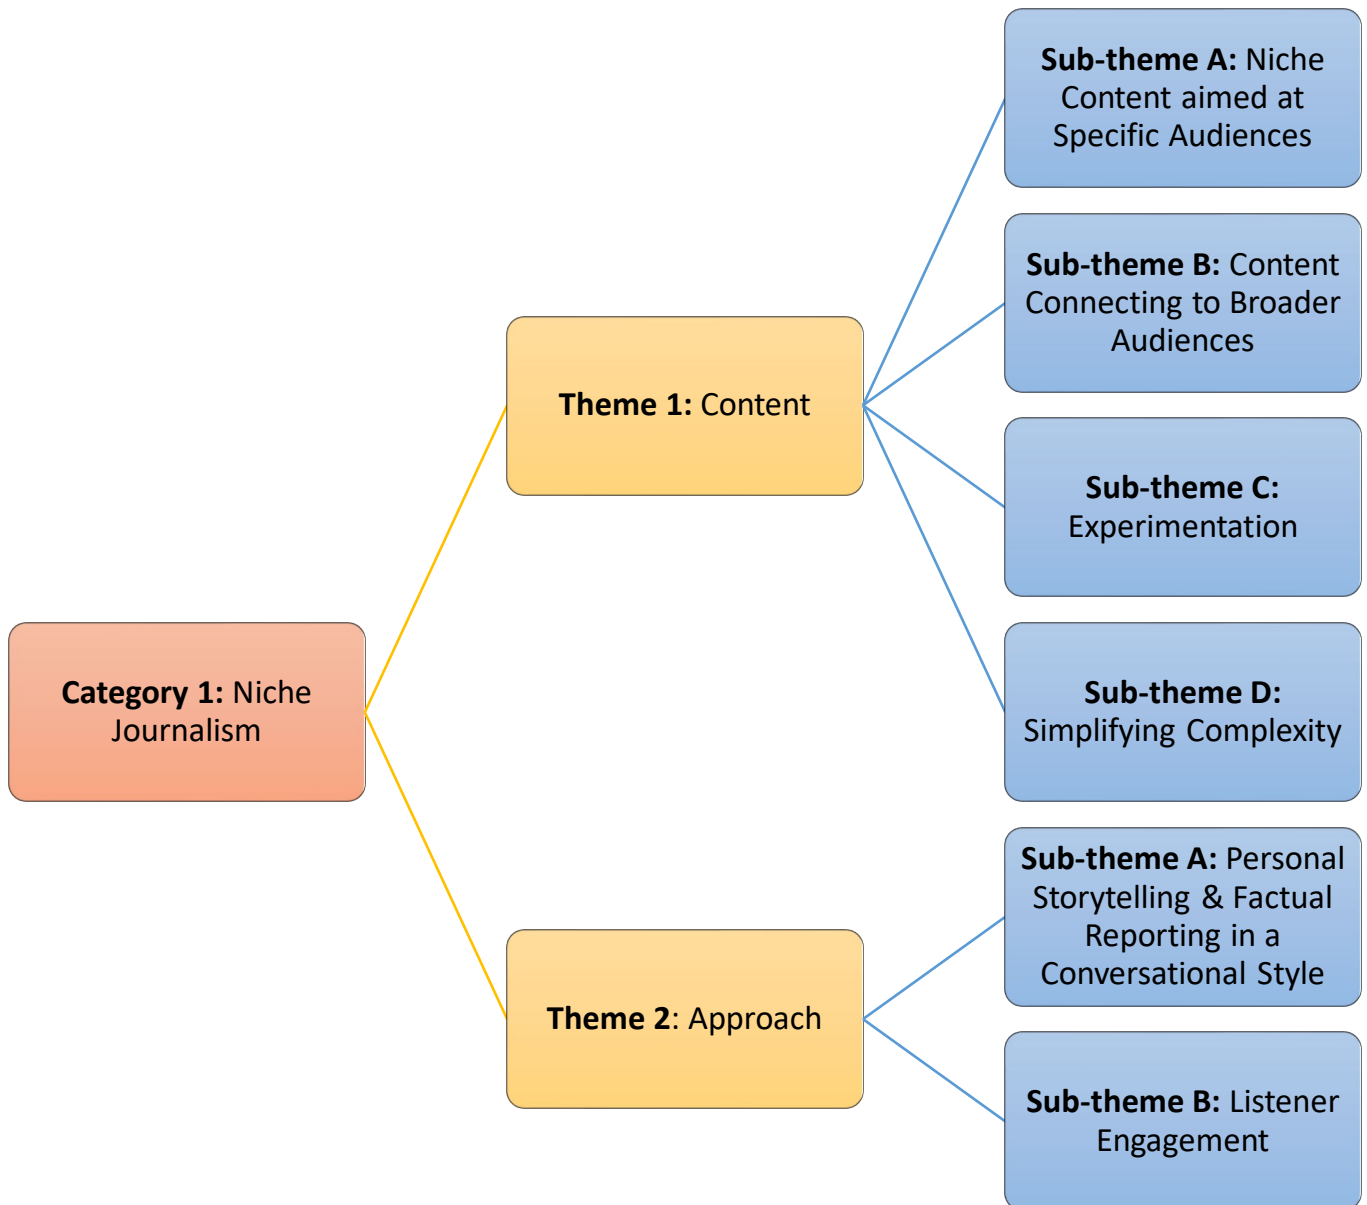 Sub-theme A: Niche
Content aimed at
Specific Audiences
Sub-theme B: Content
Connecting to Broader
Audiences
Theme 1: Content
Sub-theme C:
Experimentation
Category 1: Niche
Journalism
Sub-theme D:
Simplifying Complexity
Sub-theme A: Personal
Storytelling & Factual
Reporting in a
Conversational Style
Theme 2: Approach
Sub-theme B: Listener
Engagement